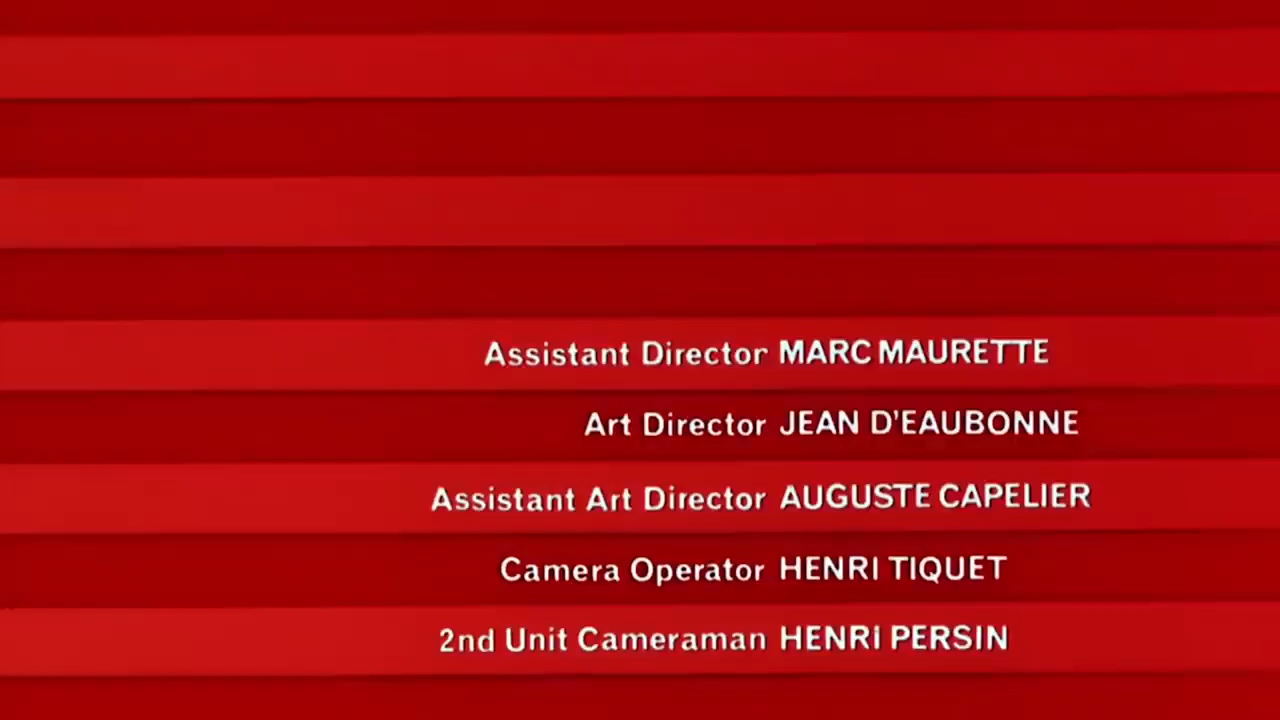 Assistant Director MARC MAURETTE
Art Director JEAN D'EAUBONNE
Assistant Art Director AUGUSTE CAPELIER
Camera Operator HENRI TIQUET
2nd Unit Cameraman HENRI PERSIN